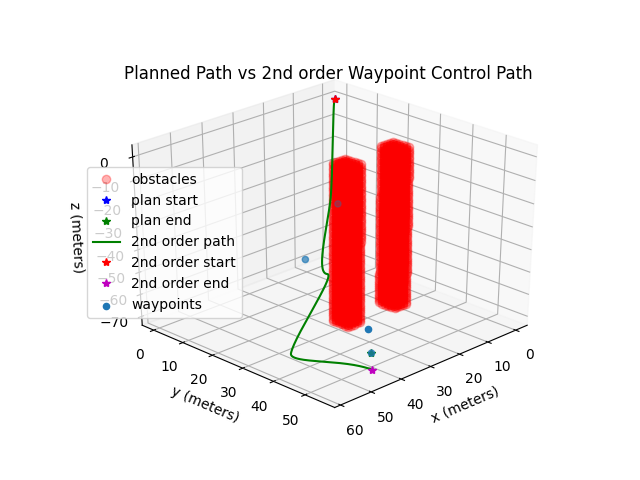 Planned Path vs 2nd order Waypoint Control Path
obstacles
plan start
plan end
2nd order path
2nd order start
2nd order end
waypoints
z (meters)
0
−10
−20
−30
−40
−50
−60
−70
y (meters)
0
10
20
30
40
50
x (meters)
60
50
40
30
20
10
0